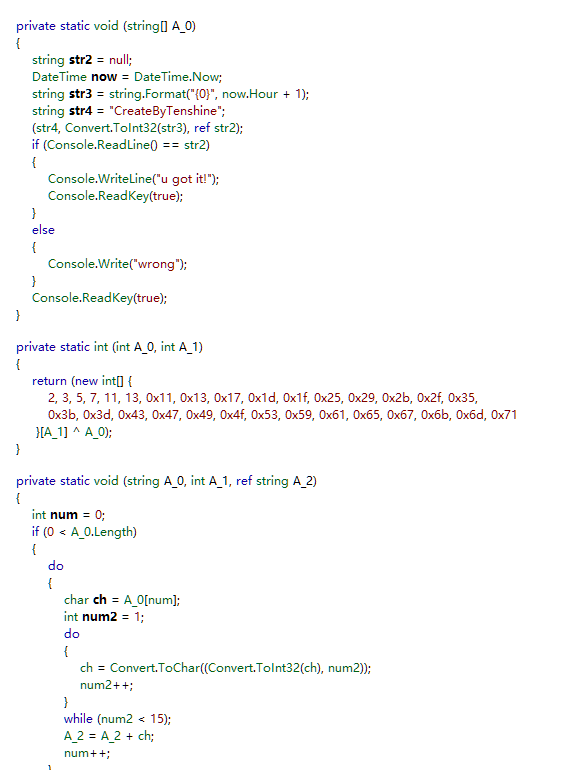 private static void (string[] A_0)
{
string str2 = null;
DateTime now = DateTime.Now;
string str3 = string.Format("{0}", now.Hour + 1);
string str4 = "CreateByTenshine";
(str4, Convert.ToInt32(str3), ref str2);
if (Console.ReadLine() == str2)
{
Console.WriteLine("u got it!");
Console.ReadKey(true);
}
else
{
Console.Write("wrong");
}
Console.ReadKey(true);
}
private static int (int A_0, int A_1)
{
return (new int[] {
2, 3, 5, 7, 11, 13, 0x11, 0x13, 0x17, 0x1d, 0x1f, 0x25, 0x29, 0x2b, 0x2f, 0x35,
0x3b, 0x3d, 0x43, 0x47, 0x49, 0x4f, 0x53, 0x59, 0x61, 0x65, 0x67, 0x6b, 0x6d, 0x71
}[A_1] ^ A_0);
}
private static void (string A_0, int A_1, ref string A_2)
{
int num = 0;
if (0 < A_0.Length)
{
do
{
char ch = A_0[num];
int num2 = 1;
do
{
ch = Convert.ToChar((Convert.ToInt32(ch), num2));
num2++;
}
while (num2 < 15);
A_2 = A_2 + ch;
num++;
}